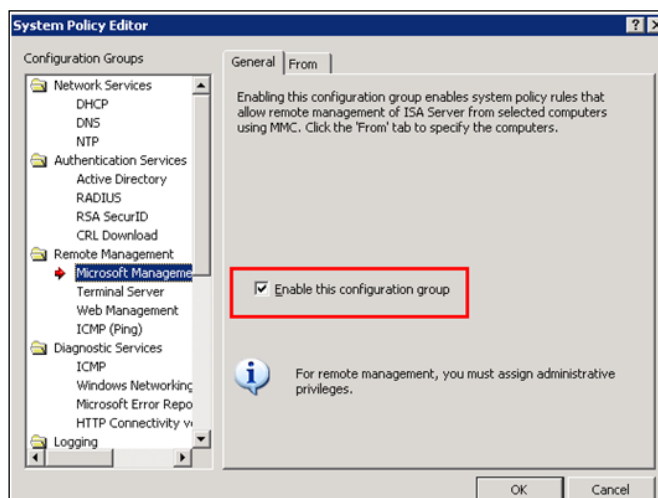 System Policy Editor
Configuration Groups
Network Services
DHCP
DNS
NTP
Authentication Services
Active Directory
RADIUS
RSA SecurID
CRL Download
Remote Management
Microsoft Manageme
Terminal Server
Web Management
ICMP (Ping)
Diagnostic Services
ICMP
Windows Networking
Microsoft Error Repo
HTTP Connectivity v
Logging
General
From
Enabling this configuration group enables system policy rules that
allow remote management of ISA Server from selected computers
using MMC. Click the 'From' tab to specify the computers.
Enable this configuration group
For remote management, you must assign administrative
privileges.
OK
Cancel